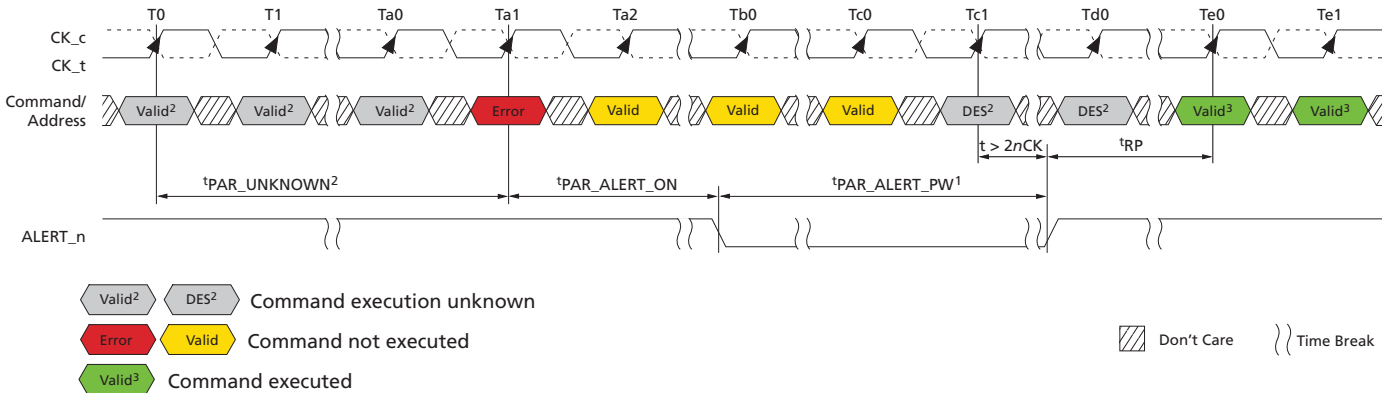 T0 T1 Ta0 Ta1 Ta2 Tb0 Tc0 Tc1 Td0 Te0 Te1
CK_c
CK_t
Command/
Address
Valid² Valid² Valid² Error Valid Valid Valid DES² DES² Valid³ Valid³
t > 2nCK
tRP
tPAR_UNKNOWN²
tPAR_ALERT_ON
tPAR_ALERT_PW¹
ALERT_n
Valid² DES² Command execution unknown
Error Valid Command not executed
Don't Care
Time Break
Valid³ Command executed